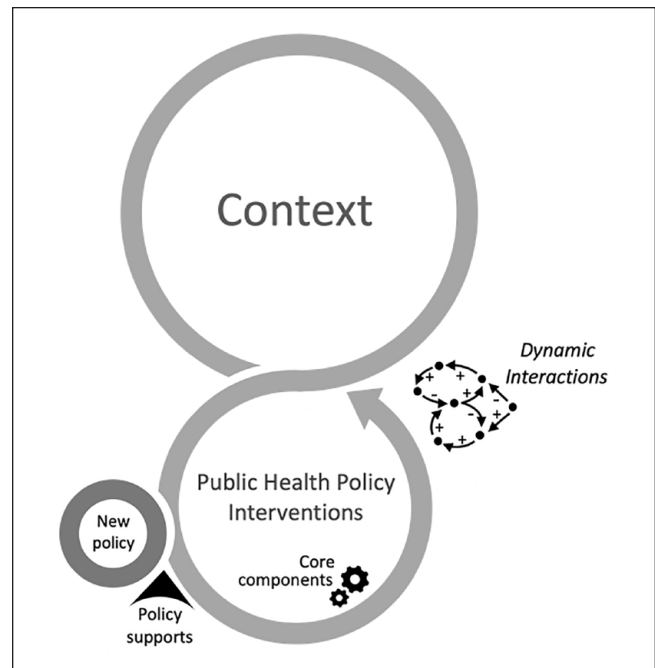 Context
Dynamic
Interactions
+
+
-
+
-
+
-
+
+
+
Public Health Policy
Interventions
New
policy
Core
components
Policy
supports